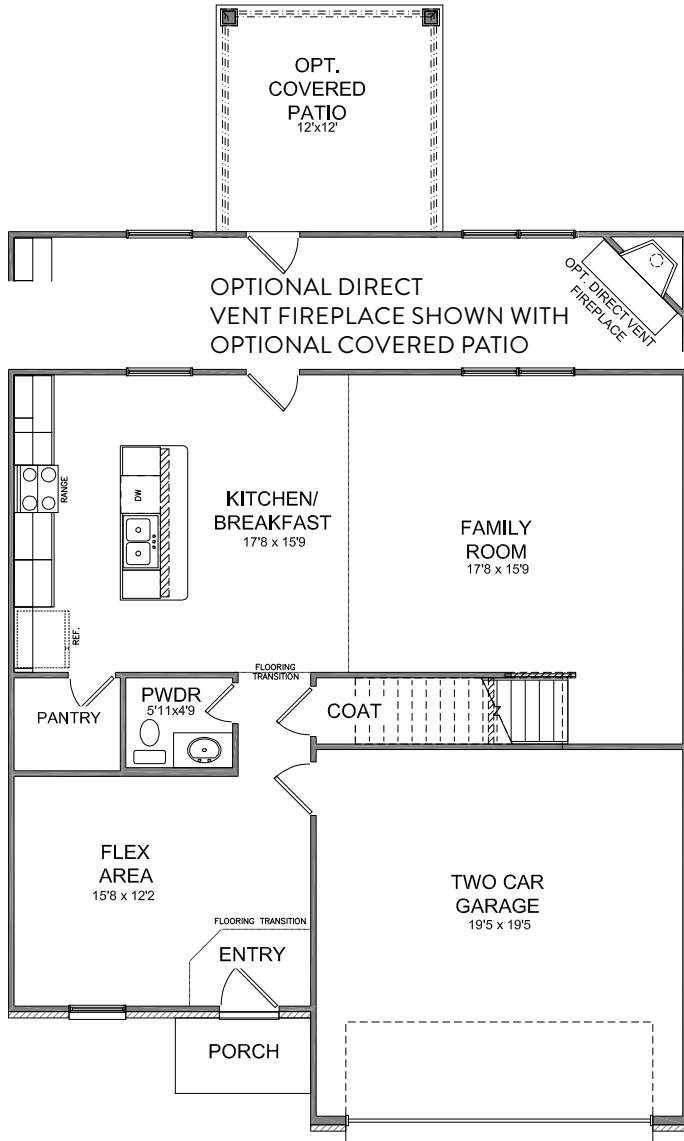 OPT.
COVERED
PATIO
12'x12'
OPTIONAL DIRECT
VENT FIREPLACE SHOWN WITH
OPTIONAL COVERED PATIO
OPT. DIRECT VENT
FIREPLACE
RANGE
DW
KITCHEN/
BREAKFAST
17'8 x 15'9
FAMILY
ROOM
17'8 x 15'9
REF.
FLOORING
TRANSITION
PANTRY
PWDR
5'11x4'9
COAT
FLEX
AREA
15'8 x 12'2
TWO CAR
GARAGE
19'5 x 19'5
FLOORING TRANSITION
ENTRY
PORCH